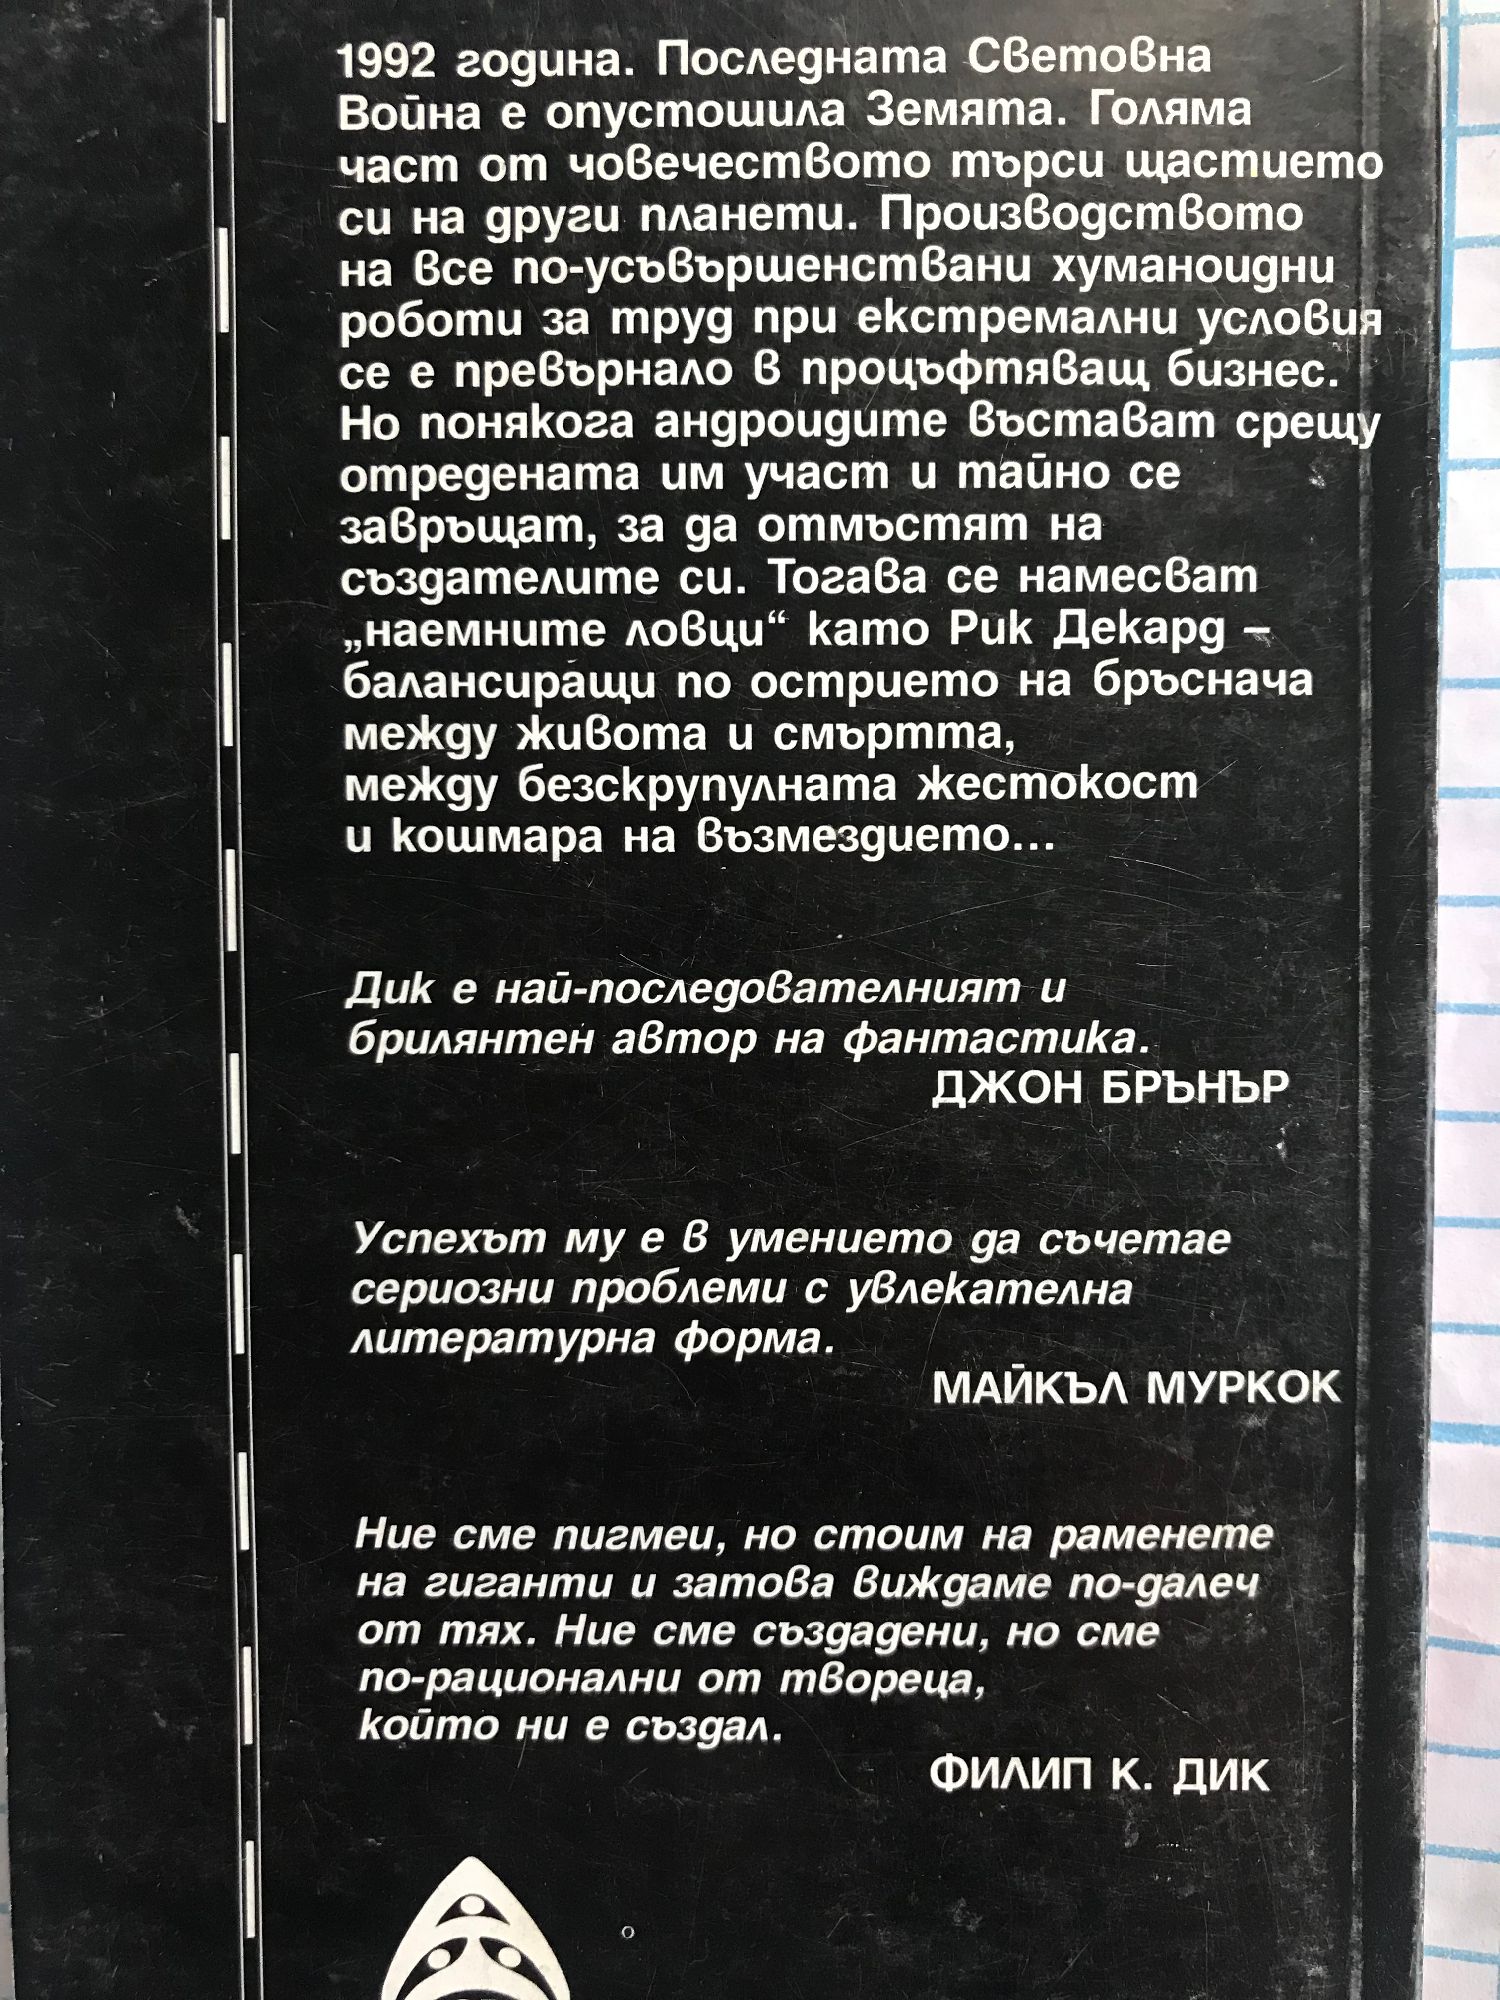 1992 година. Последната Световна
Война е опустошила Земята. Голяма
част от човечеството търси щастието
си на други планети. Производството
на все по-усъвършенствани хуманоидни
роботи за труд при екстремални условия
се е превърнало в процъфтяващ бизнес.
Но понякога андроидите въстават срещу
отредената им участ и тайно се
завръщат, за да отмъстят на
създателите си. Тогава се намесват
„наемните ловци“ като Рик Декард –
балансиращи по острието на бръснача
между живота и смъртта,
между безскрупулната жестокост
и кошмара на възмездието...
Дик е най-последователният и
брилянтен автор на фантастика.
ДЖОН БРЪНЪР
Успехът му е в умението да съчетае
сериозни проблеми с увлекателна
литературна форма.
МАЙКЪЛ МУРКОК
Ние сме пигмеи, но стоим на раменете
на гиганти и затова виждаме по-далеч
от тях. Ние сме създадени, но сме
по-рационални от твореца,
който ни е създал.
ФИЛИП К. ДИК